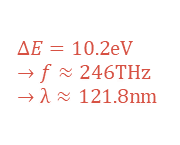 ΔE = 10.2eV
→ f ≈ 246THz
→ λ ≈ 121.8nm